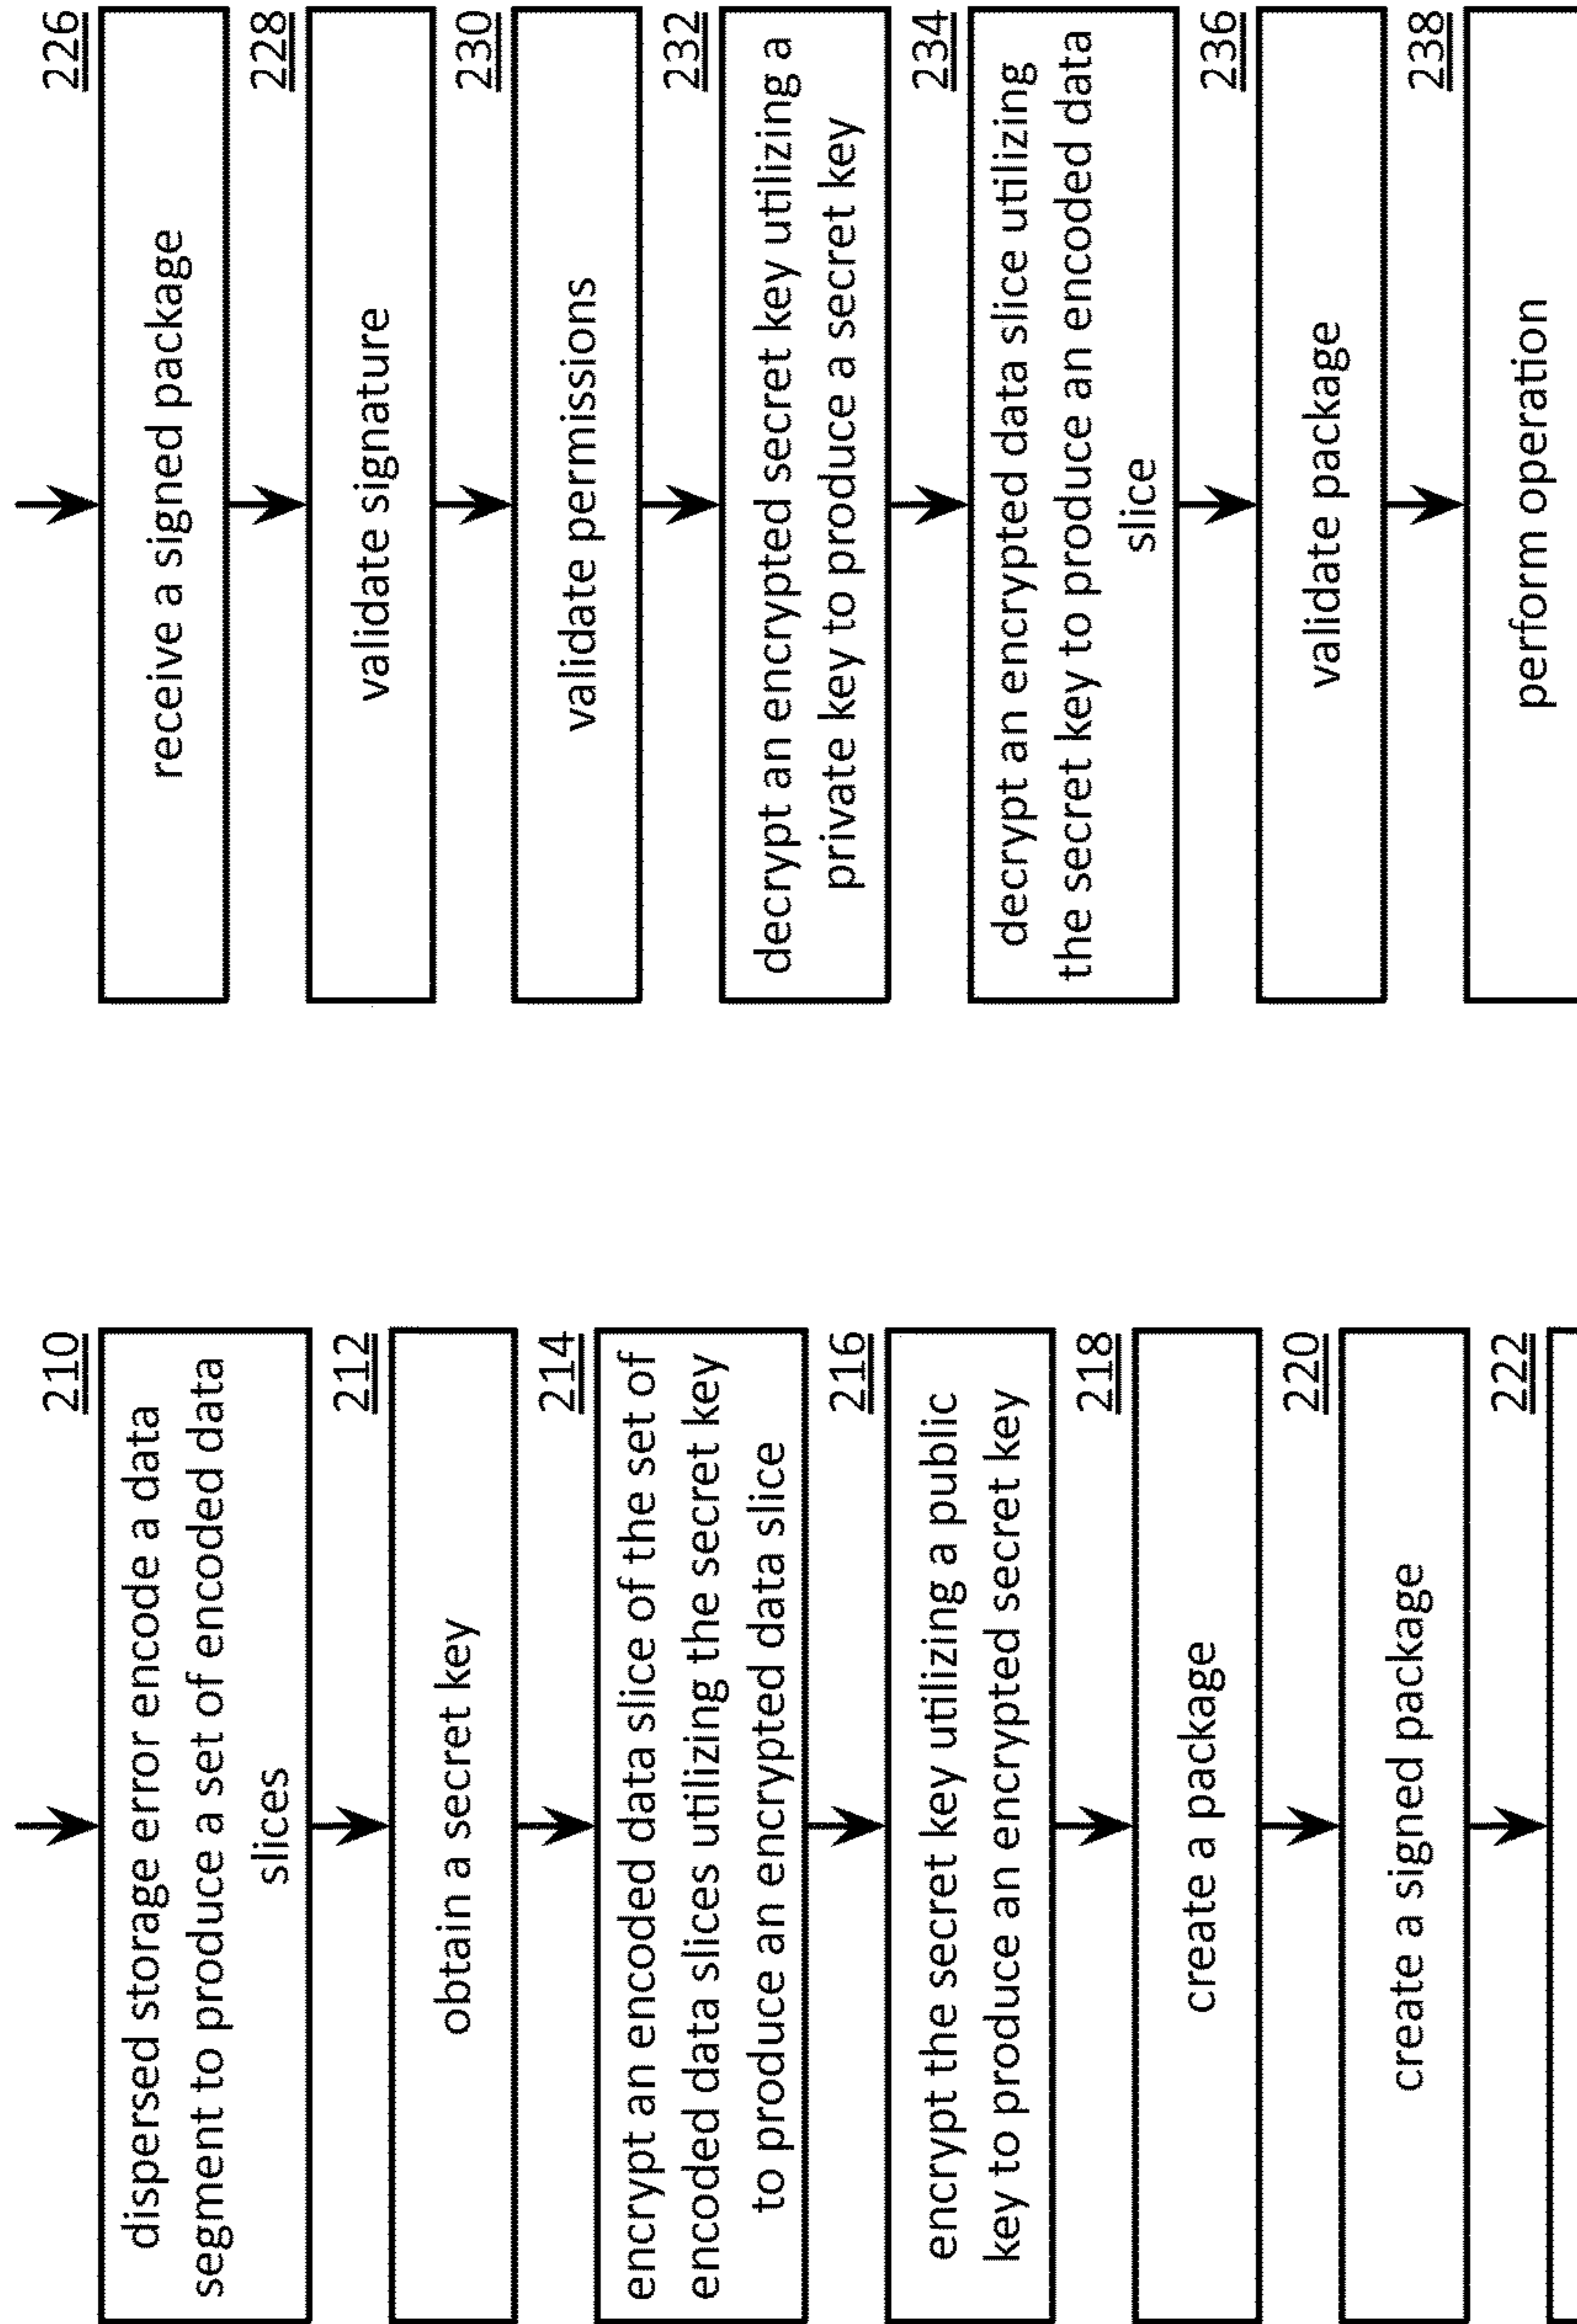 210
dispersed storage error encode a data
segment to produce a set of encoded data
slices
212
obtain a secret key
214
encrypt an encoded data slice of the set of
encoded data slices utilizing the secret key
to produce an encrypted data slice
216
encrypt the secret key utilizing a public
key to produce an encrypted secret key
218
create a package
220
create a signed package
222
226
receive a signed package
228
validate signature
230
validate permissions
232
decrypt an encrypted secret key utilizing a
private key to produce a secret key
234
decrypt an encrypted data slice utilizing
the secret key to produce an encoded data
slice
236
validate package
238
perform operation